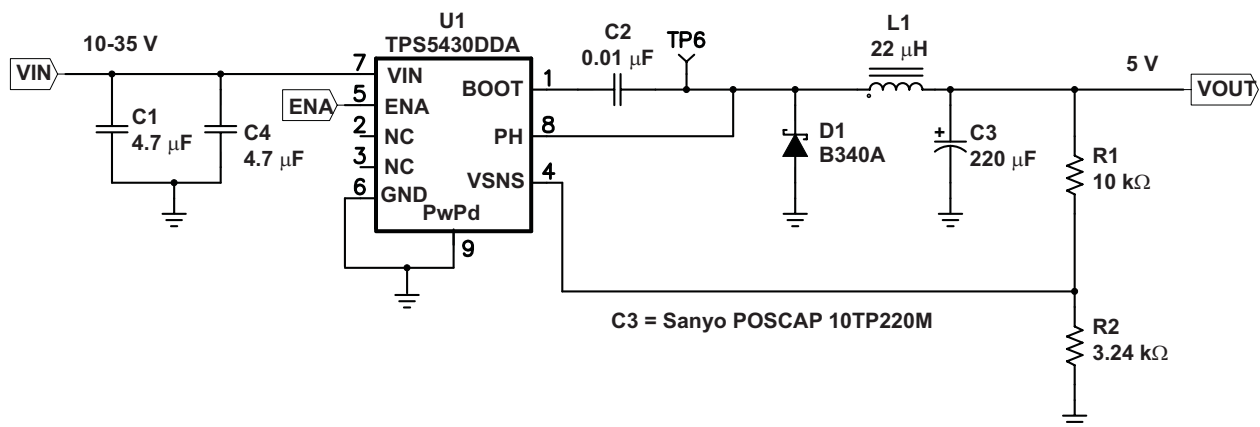 U1
TPS5430DDA
10-35 V
VIN
C1
4.7 μF
C4
4.7 μF
ENA
7
5
2
3
6
VIN
ENA
NC
NC
GND
BOOT
PH
VSNS
PwPd
1
8
4
9
C2
0.01 μF
TP6
D1
B340A
L1
22 μH
+
C3
220 μF
5 V
VOUT
R1
10 kΩ
R2
3.24 kΩ
C3 = Sanyo POSCAP 10TP220M